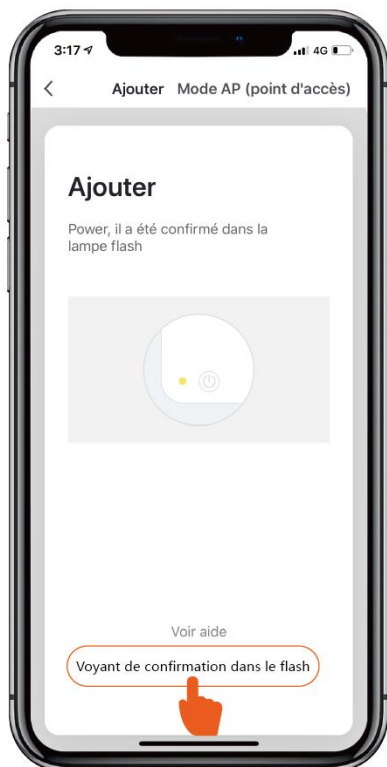 3:17 4G
Ajouter Mode AP (point d'accès)
Ajouter
Power, il a été confirmé dans la
lampe flash
Voir aide
Voyant de confirmation dans le flash